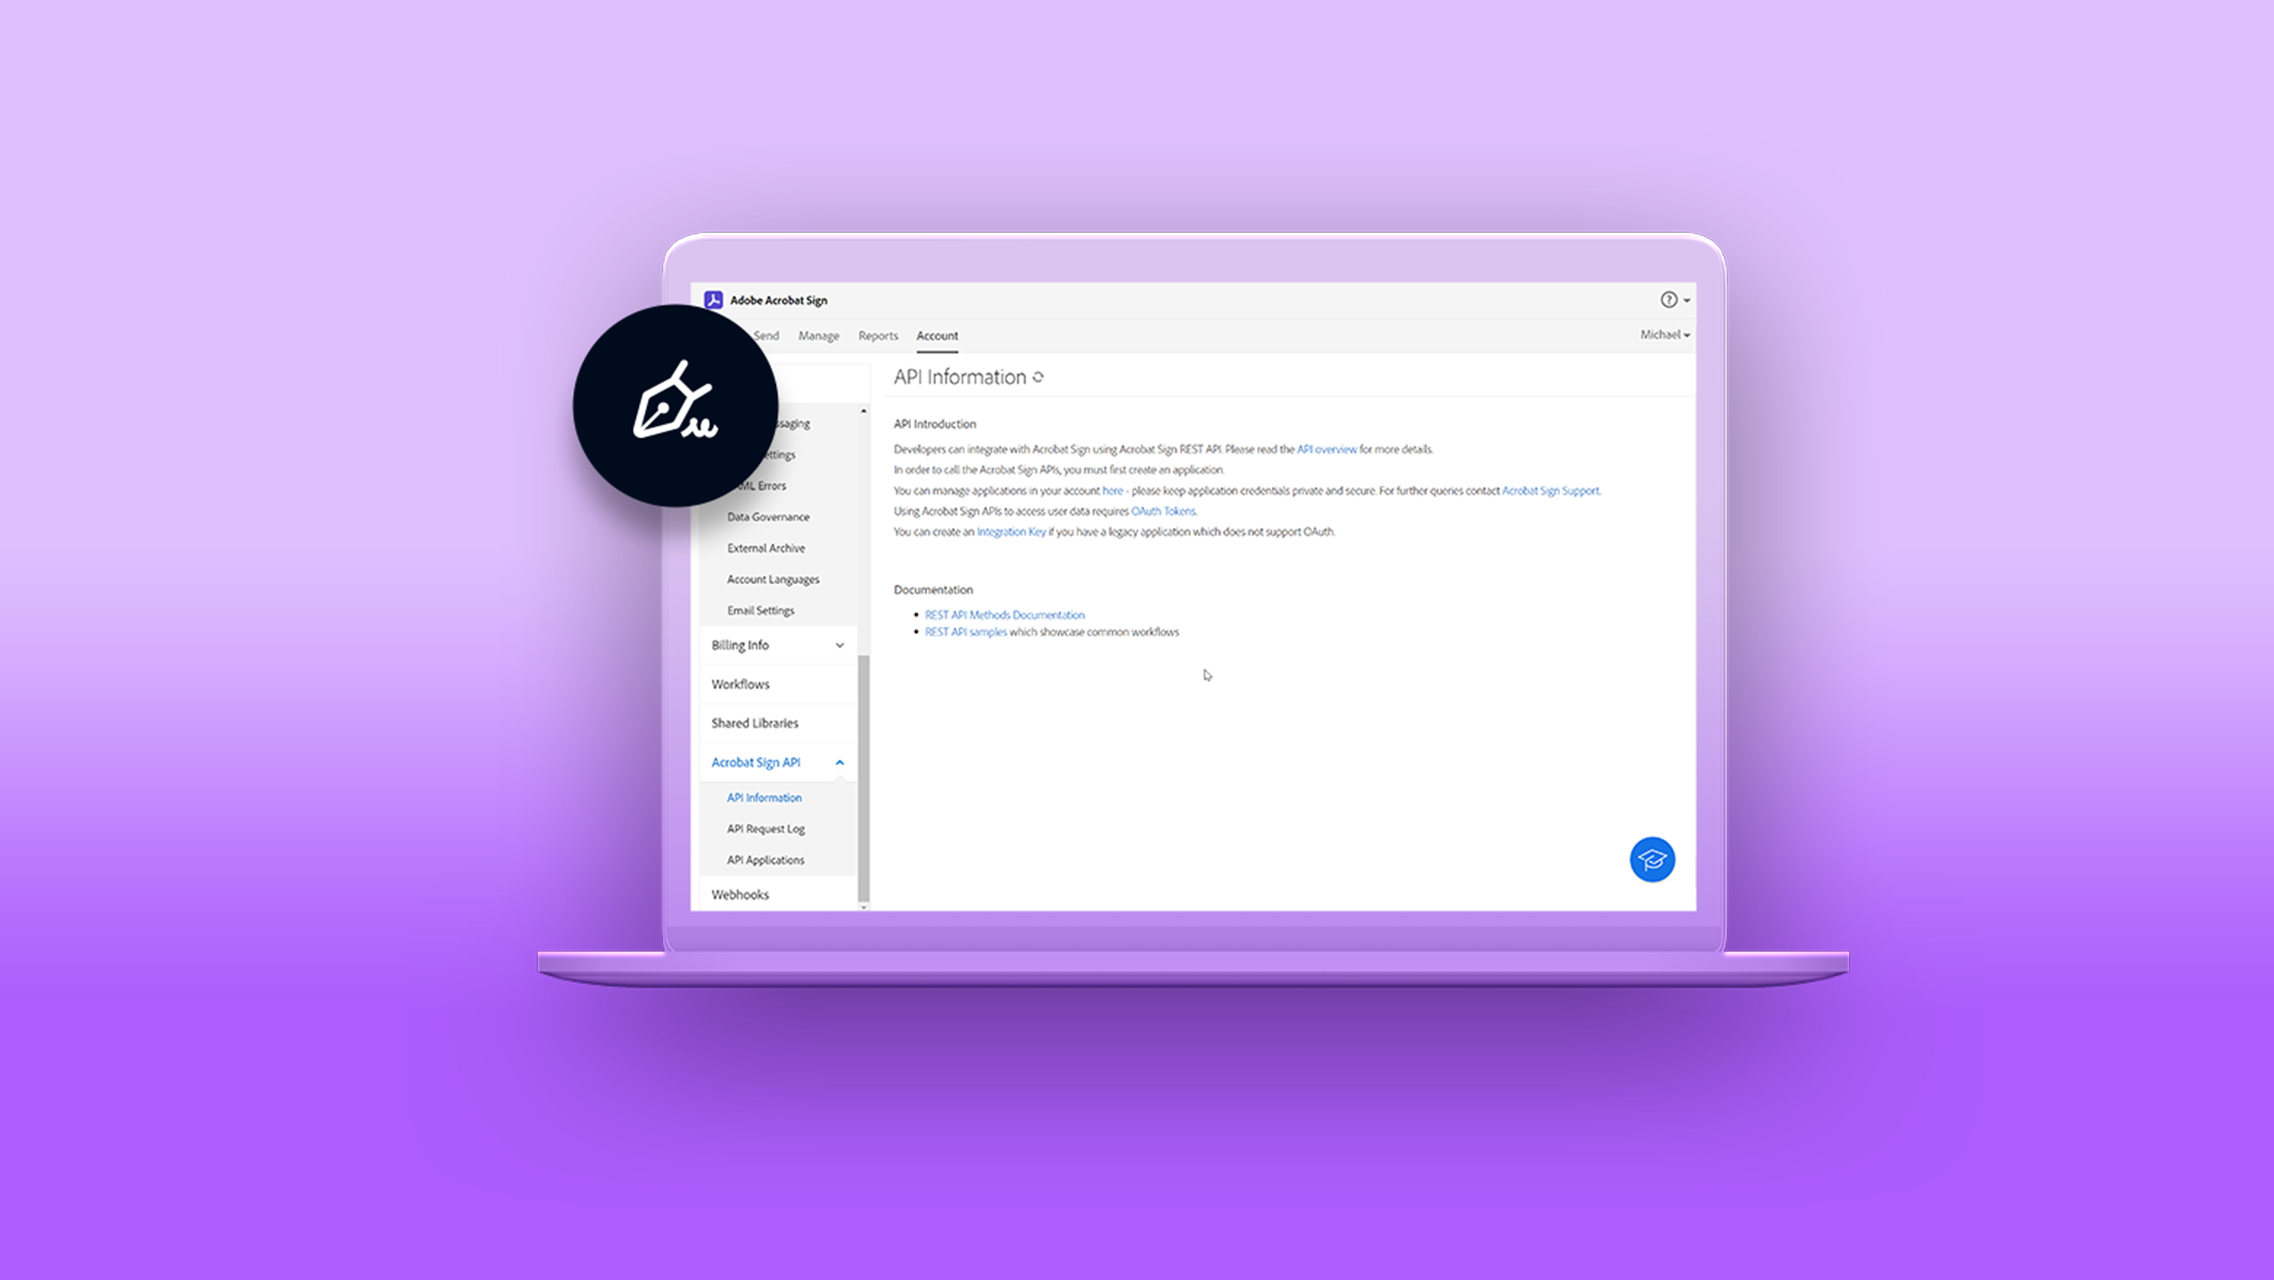 Adobe Acrobat Sign
Send Manage Reports Account
Michael
API Information
API Introduction
Developers can integrate with Acrobat Sign using Acrobat Sign REST API. Please read the API overview for more details.
In order to call the Acrobat Sign APIs, you must first create an application.
You can manage applications in your account here - please keep application credentials private and secure. For further queries contact Acrobat Sign Support.
Using Acrobat Sign APIs to access user data requires OAuth Tokens.
You can create an Integration Key if you have a legacy application which does not support OAuth.
Documentation
• REST API Methods Documentation
• REST API samples which showcase common workflows
Errors
Data Governance
External Archive
Account Languages
Email Settings
Billing Info
Workflows
Shared Libraries
Acrobat Sign API
API Information
API Request Log
API Applications
Webhooks